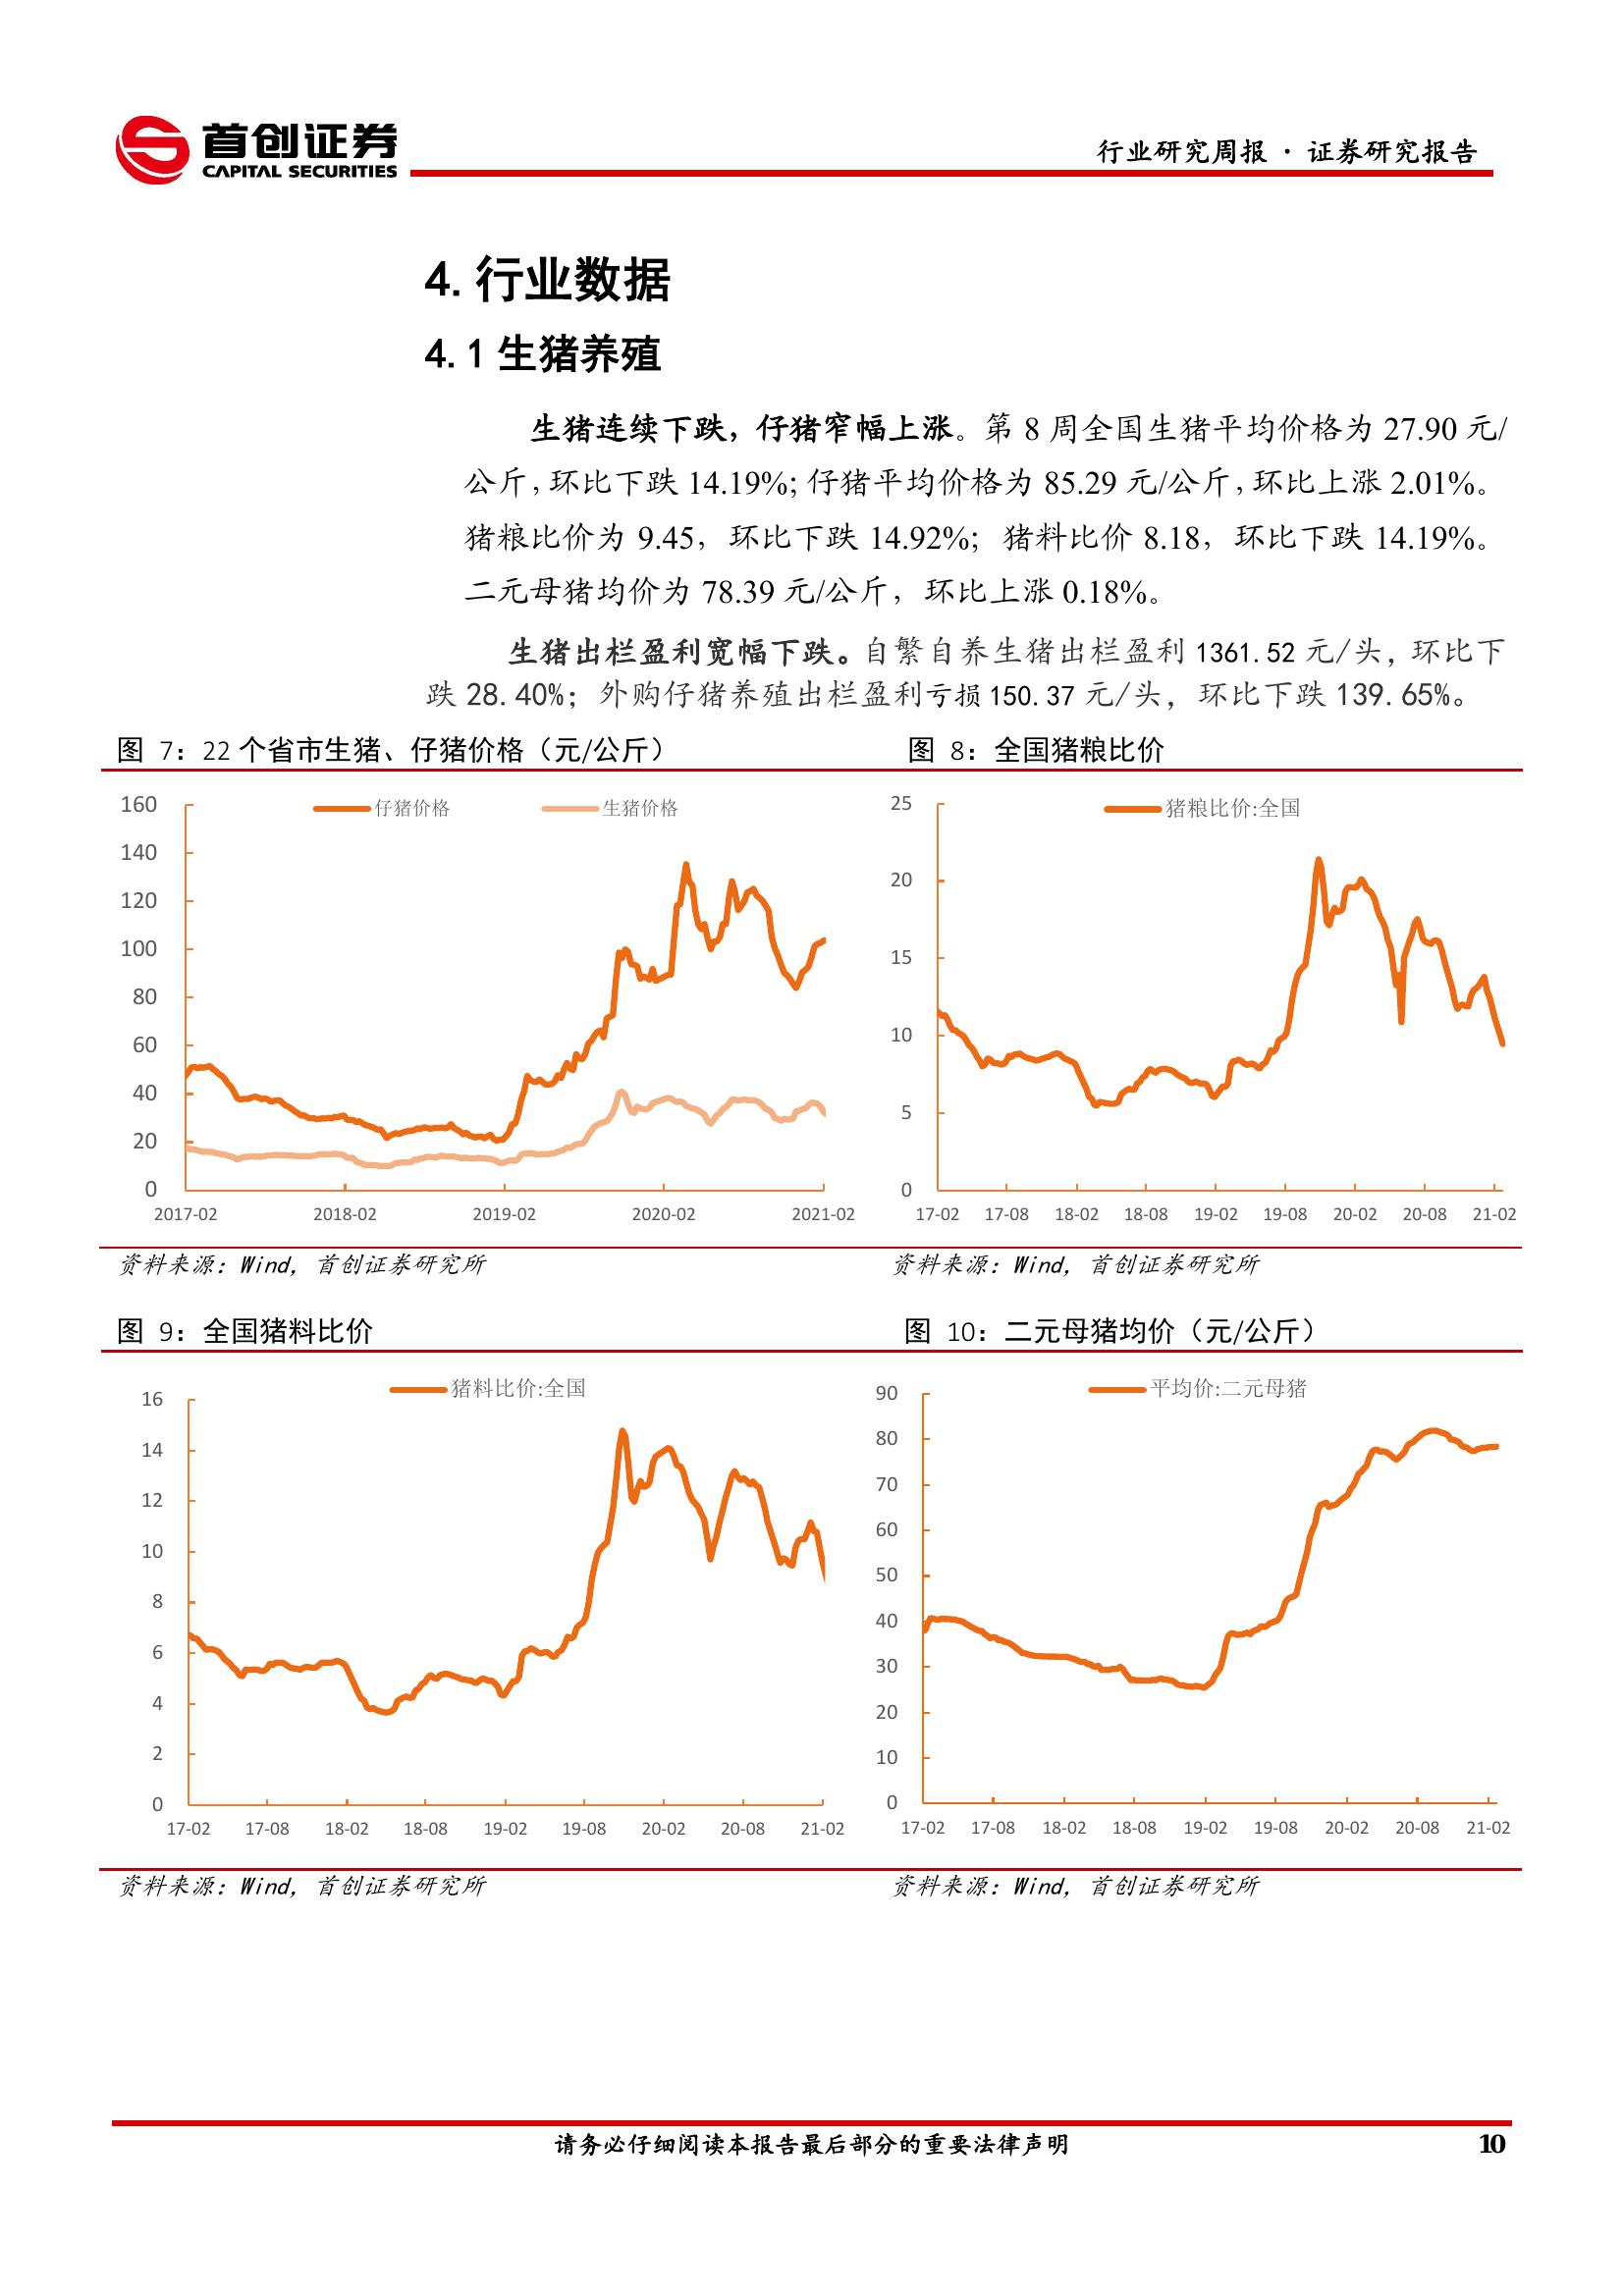 首创证券
CAPITAL SECURITIES
行业研究周报 · 证券研究报告
4. 行业数据
4.1 生猪养殖
生猪连续下跌，仔猪窄幅上涨。第 8 周全国生猪平均价格为 27.90 元/
公斤，环比下跌 14.19%; 仔猪平均价格为 85.29 元/公斤，环比上涨 2.01%。
猪粮比价为 9.45，环比下跌 14.92%；猪料比价 8.18，环比下跌 14.19%。
二元母猪均价为 78.39 元/公斤，环比上涨 0.18%。
生猪出栏盈利宽幅下跌。自繁自养生猪出栏盈利 1361.52 元/头，环比下
跌 28.40%；外购仔猪养殖出栏盈利亏损 150.37 元/头，环比下跌 139.65%。
图 7：22 个省市生猪、仔猪价格（元/公斤）
仔猪价格 生猪价格
160
140
120
100
80
60
40
20
0
2017-02 2018-02 2019-02 2020-02 2021-02
资料来源：Wind，首创证券研究所
图 8：全国猪粮比价
猪粮比价:全国
25
20
15
10
5
0
17-02 17-08 18-02 18-08 19-02 19-08 20-02 20-08 21-02
资料来源：Wind，首创证券研究所
图 9：全国猪料比价
猪料比价:全国
16
14
12
10
8
6
4
2
0
17-02 17-08 18-02 18-08 19-02 19-08 20-02 20-08 21-02
资料来源：Wind，首创证券研究所
图 10：二元母猪均价（元/公斤）
平均价:二元母猪
90
80
70
60
50
40
30
20
10
0
17-02 17-08 18-02 18-08 19-02 19-08 20-02 20-08 21-02
资料来源：Wind，首创证券研究所
请务必仔细阅读本报告最后部分的重要法律声明
10